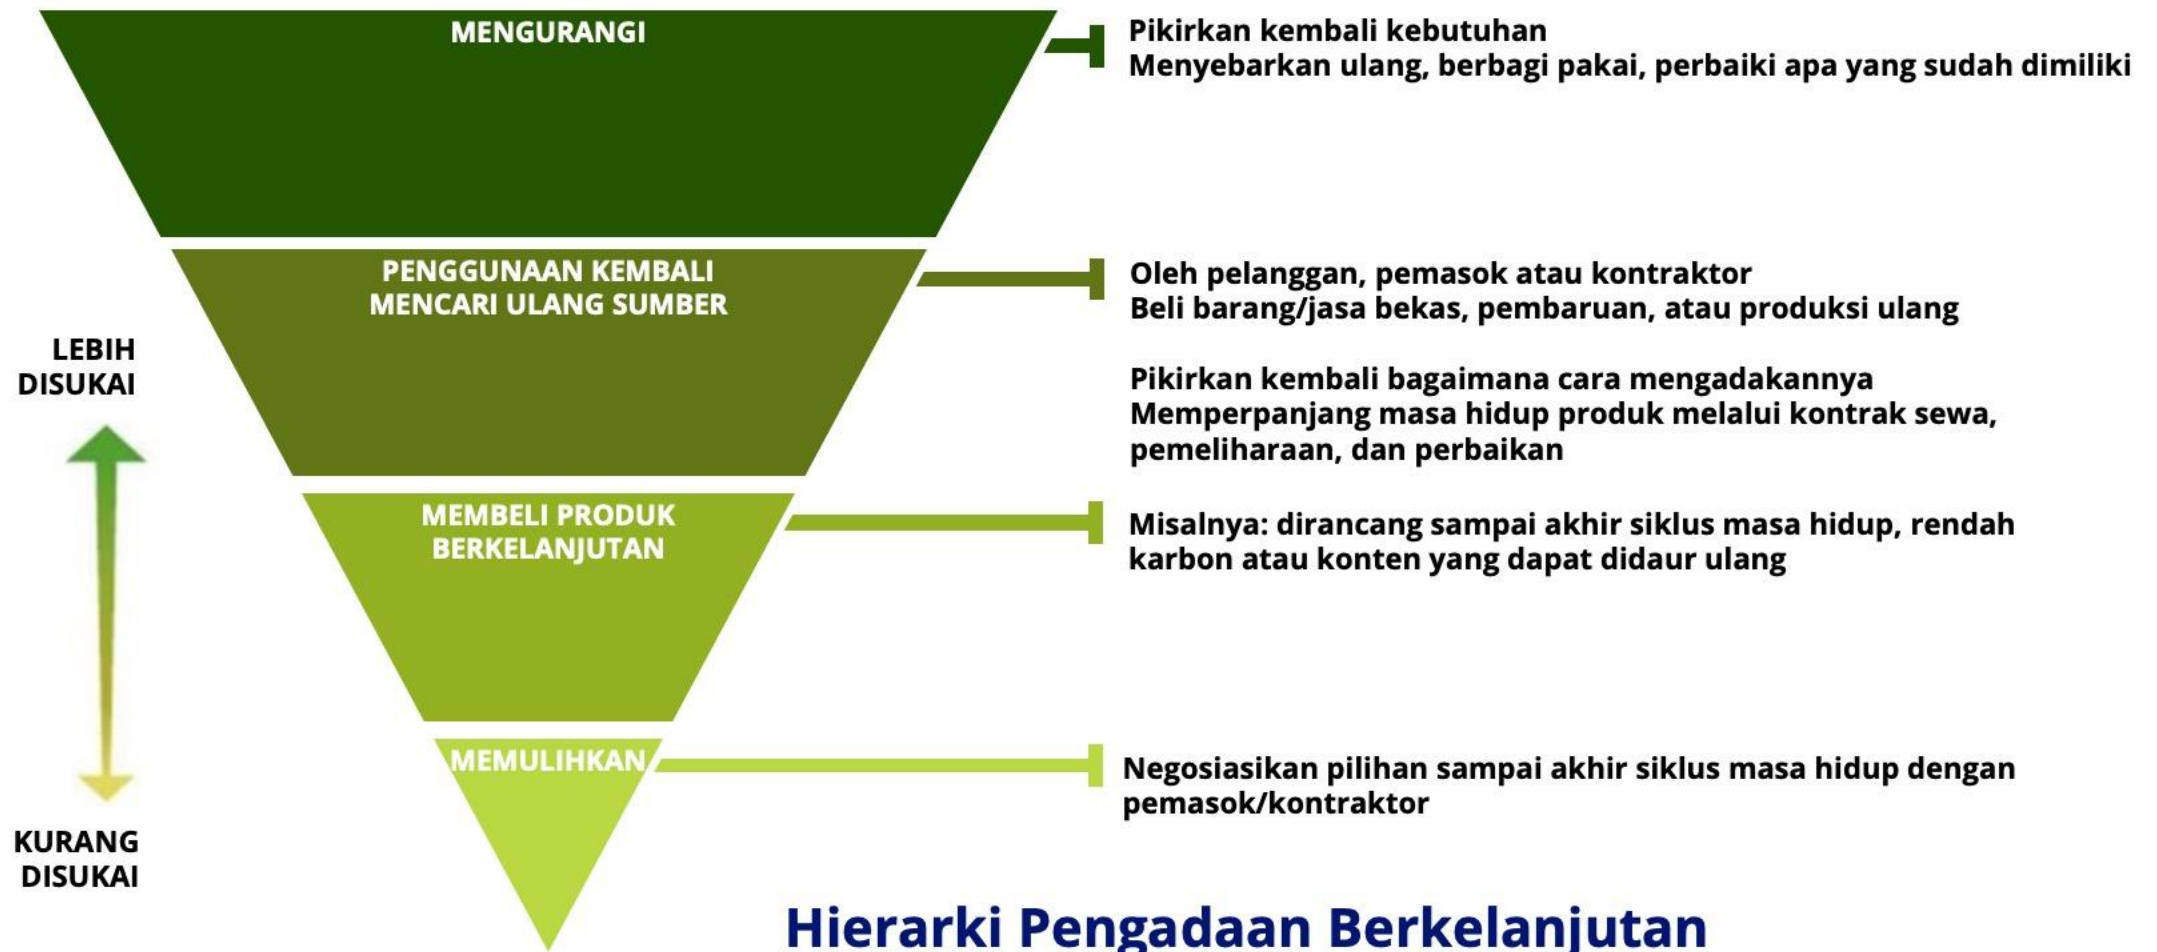 MENGURANGI
Pikirkan kembali kebutuhan
Menyebarkan ulang, berbagi pakai, perbaiki apa yang sudah dimiliki
PENGGUNAAN KEMBALI
MENCARI ULANG SUMBER
Oleh pelanggan, pemasok atau kontraktor
Beli barang/jasa bekas, pembaruan, atau produksi ulang
Pikirkan kembali bagaimana cara mengadakannya
Memperpanjang masa hidup produk melalui kontrak sewa,
pemeliharaan, dan perbaikan
LEBIH
DISUKAI
MEMBELI PRODUK
BERKELANJUTAN
Misalnya: dirancang sampai akhir siklus masa hidup, rendah
karbon atau konten yang dapat didaur ulang
MEMULIHKAN
Negosiasikan pilihan sampai akhir siklus masa hidup dengan
pemasok/kontraktor
KURANG
DISUKAI
Hierarki Pengadaan Berkelanjutan